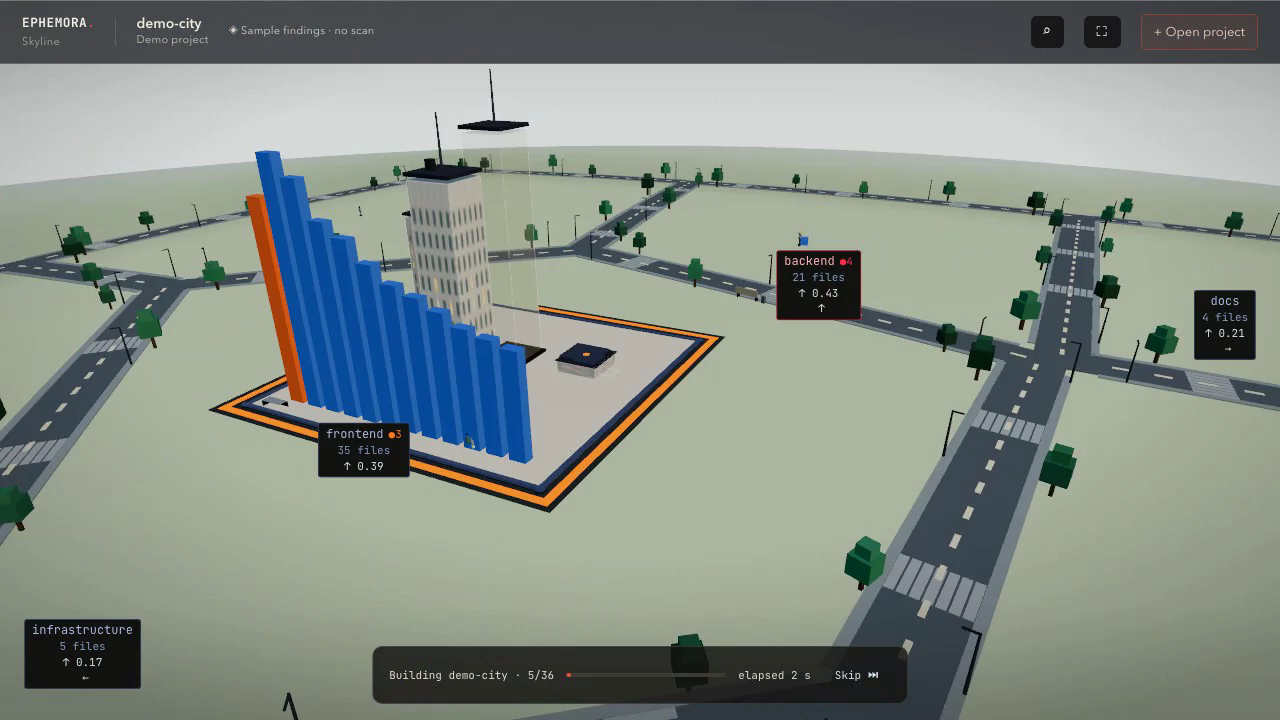 EPHEMORA.
Skyline
demo-city
Demo project
Sample findings · no scan
+ Open project
backend ●4
21 files
↑ 0.43
↑
docs
4 files
↑ 0.21
→
frontend ●3
35 files
↑ 0.39
infrastructure
5 files
↑ 0.17
←
Building demo-city · 5/36
elapsed 2 s
Skip ⏭